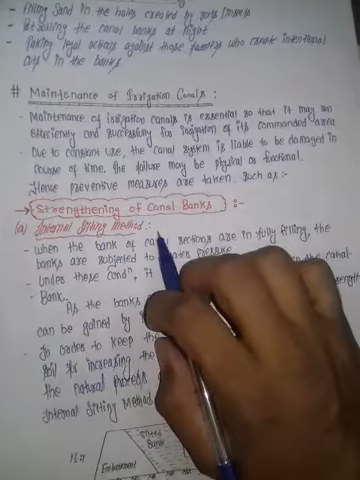 - Filling sand in the holes created by
- Patrolling the canal banks at night
- Taking legal actions against those farmers who create intentional
cuts in the banks
# Maintenance of Irrigation Canals :
- Maintenance of irrigation canals is essential so that it may run
efficiently and successfully for irrigation of its commanded area
- Due to constant use, the canal system is liable to be damaged in
course of time. The failure may be physical or functional.
Hence preventive measures are taken such as :-
→ Strengthening of Canal Banks :-
(a) Internal Silting Method :
- When the bank of canal sections are in fully filling, the
banks are subjected to water pressure
- Under these condⁿ, it the canal
- Bank.
As the banks strength
can be gained by
- In order to keep the
soil for increasing the
the natural process
Internal Silting Method
Silted
Bank
Embankment